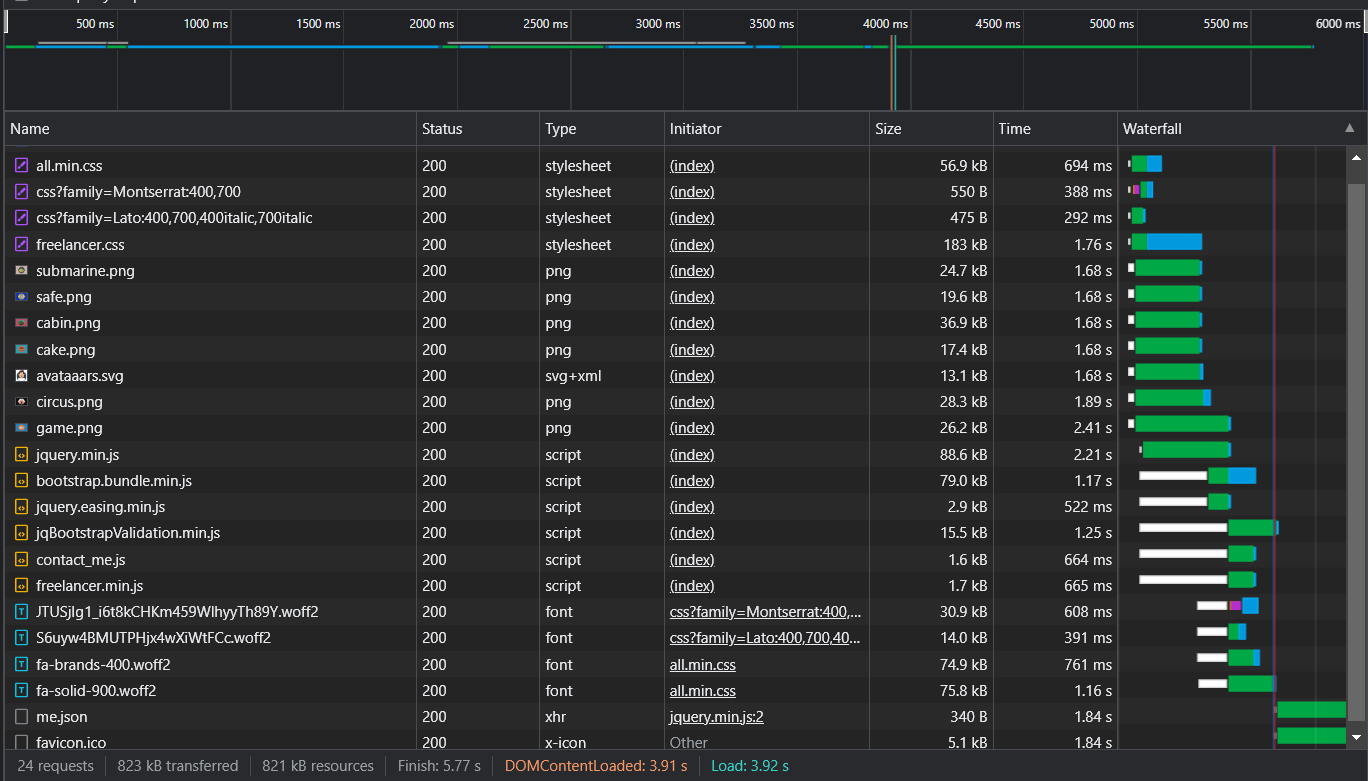 500 ms 1000 ms 1500 ms 2000 ms 2500 ms 3000 ms 3500 ms 4000 ms 4500 ms 5000 ms 5500 ms 6000 ms
Name Status Type Initiator Size Time Waterfall
all.min.css 200 stylesheet (index) 56.9 kB 694 ms
css?family=Montserrat:400,700 200 stylesheet (index) 550 B 388 ms
css?family=Lato:400,700,400italic,700italic 200 stylesheet (index) 475 B 292 ms
freelancer.css 200 stylesheet (index) 183 kB 1.76 s
submarine.png 200 png (index) 24.7 kB 1.68 s
safe.png 200 png (index) 19.6 kB 1.68 s
cabin.png 200 png (index) 36.9 kB 1.68 s
cake.png 200 png (index) 17.4 kB 1.68 s
avataaars.svg 200 svg+xml (index) 13.1 kB 1.68 s
circus.png 200 png (index) 28.3 kB 1.89 s
game.png 200 png (index) 26.2 kB 2.41 s
jquery.min.js 200 script (index) 88.6 kB 2.21 s
bootstrap.bundle.min.js 200 script (index) 79.0 kB 1.17 s
jquery.easing.min.js 200 script (index) 2.9 kB 522 ms
jqBootstrapValidation.min.js 200 script (index) 15.5 kB 1.25 s
contact_me.js 200 script (index) 1.6 kB 664 ms
freelancer.min.js 200 script (index) 1.7 kB 665 ms
JTUSjIg1_i6t8kCHKm459WlhyyTh89Y.woff2 200 font css?family=Montserrat:400,... 30.9 kB 608 ms
S6uyw4BMUTPHjx4wXiWtFCc.woff2 200 font css?family=Lato:400,700,40... 14.0 kB 391 ms
fa-brands-400.woff2 200 font all.min.css 74.9 kB 761 ms
fa-solid-900.woff2 200 font all.min.css 75.8 kB 1.16 s
me.json 200 xhr jquery.min.js:2 340 B 1.84 s
favicon.ico 200 x-icon Other 5.1 kB 1.84 s
24 requests 823 kB transferred 821 kB resources Finish: 5.77 s DOMContentLoaded: 3.91 s Load: 3.92 s